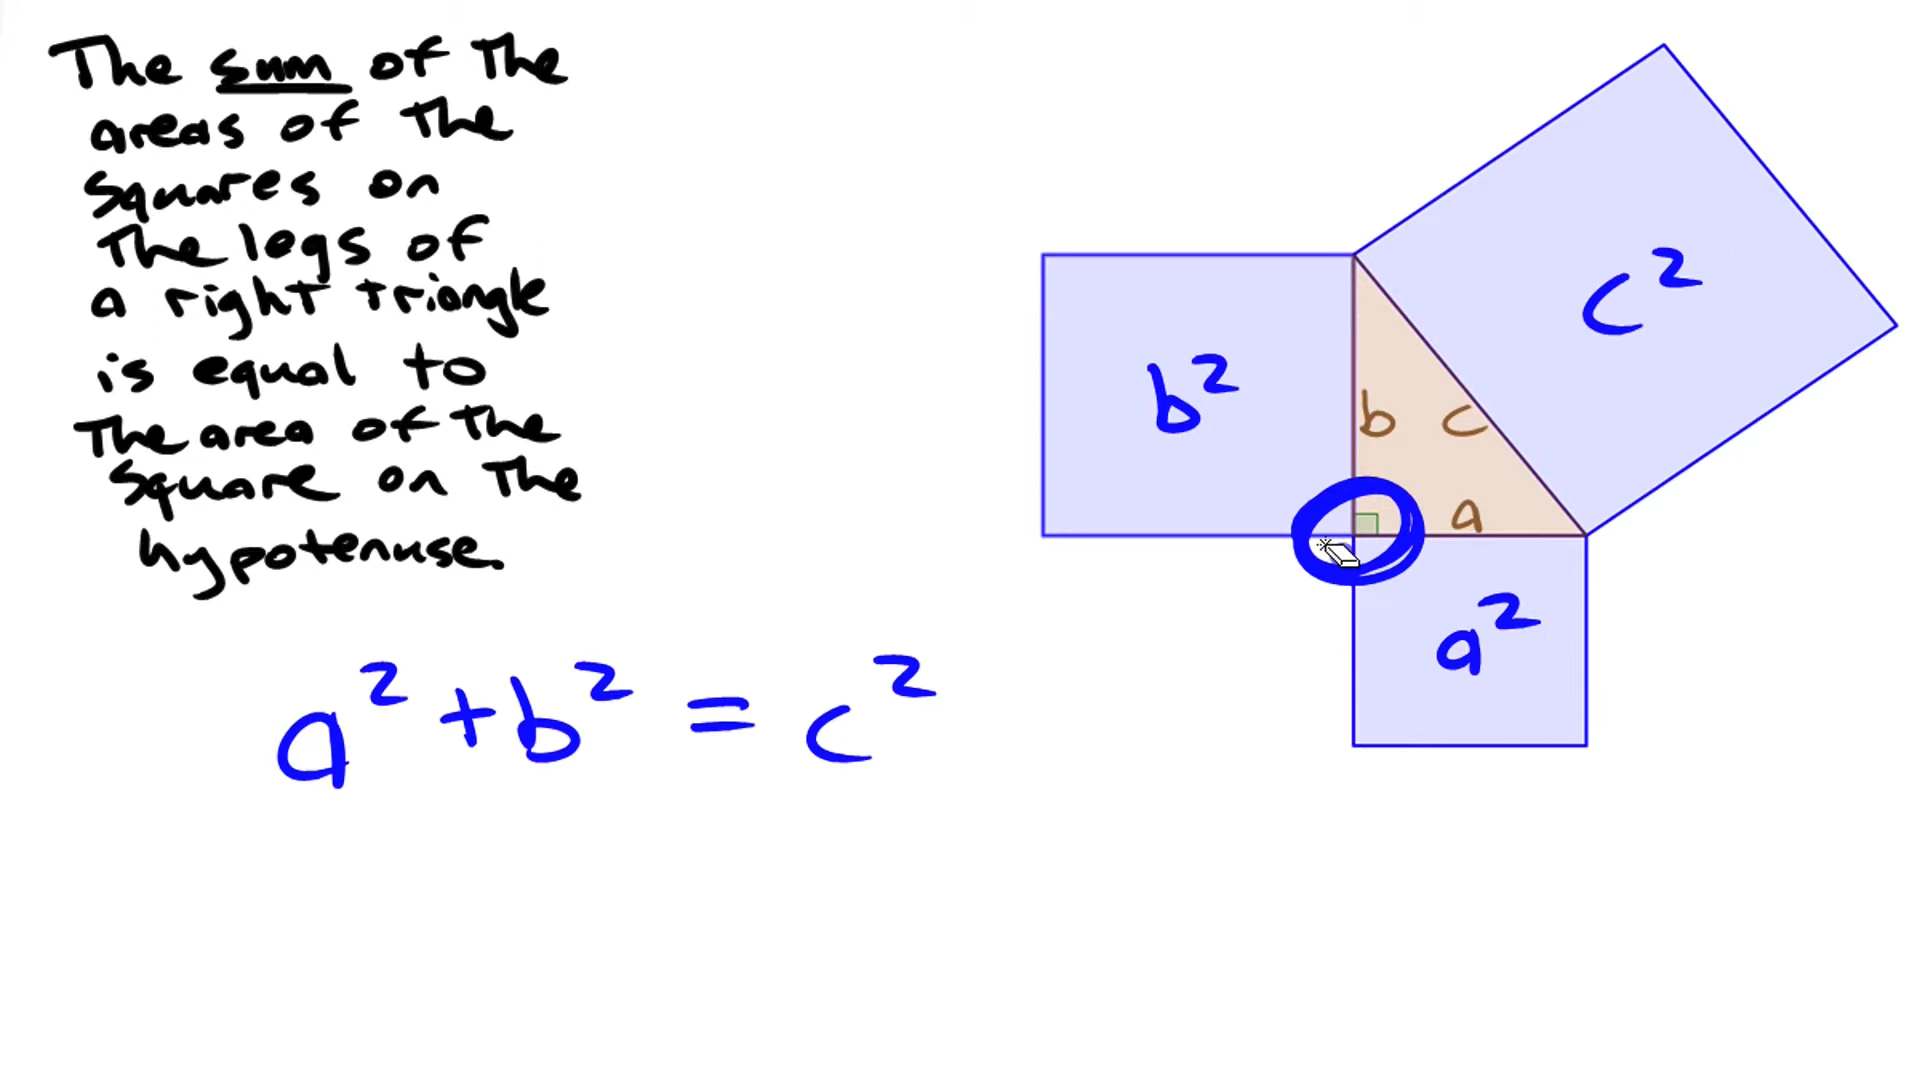 The sum of the
areas of the
squares on
the legs of
a right triangle
is equal to
The area of the
square on the
hypotenuse.
a² + b² = c²
c²
b²
b c
a
a²